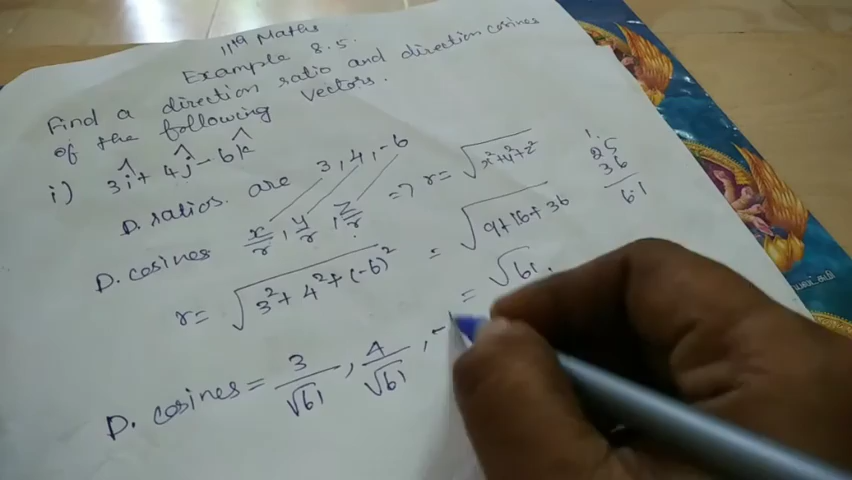 11th Maths
Example 8.5.
Find a direction ratio and direction cosines
of the following vectors.
i) 3î + 4ĵ - 6k̂
D. ratios are 3, 4, -6
D. cosines x/r, y/r, z/r => r = √x²+y²+z²
r = √3²+4²+(-6)² = √9+16+36
= √61.
D. cosines = 3/√61, 4/√61, -
1.
25
36
61